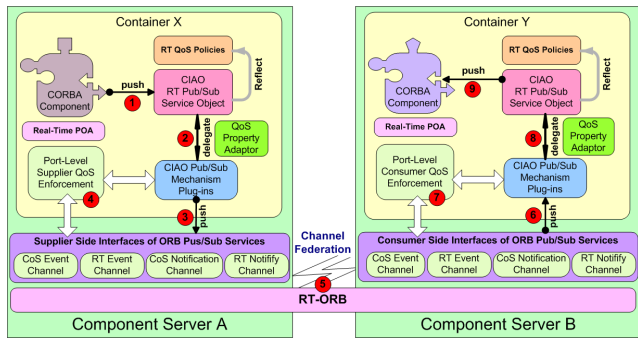 Container X
RT QoS Policies
Reflect
CORBA
Component
push
1
CIAO
RT Pub/Sub
Service Object
Real-Time POA
2
delegate
QoS
Property
Adaptor
Port-Level
Supplier QoS
Enforcement
4
CIAO Pub/Sub
Mechanism
Plug-ins
3
push
Supplier Side Interfaces of ORB Pus/Sub Services
CoS Event
Channel
RT Event
Channel
CoS Notification
Channel
RT Notifify
Channel
Component Server A
Channel
Federation
5
RT-ORB
Container Y
RT QoS Policies
Reflect
CORBA
Component
push
9
CIAO
RT Pub/Sub
Service Object
Real-Time POA
8
delegate
QoS
Property
Adaptor
Port-Level
Consumer QoS
Enforcement
7
CIAO Pub/Sub
Mechanism
Plug-ins
6
push
Consumer Side Interfaces of ORB Pub/Sub Services
CoS Event
Channel
RT Event
Channel
CoS Notification
Channel
RT Notifify
Channel
Component Server B